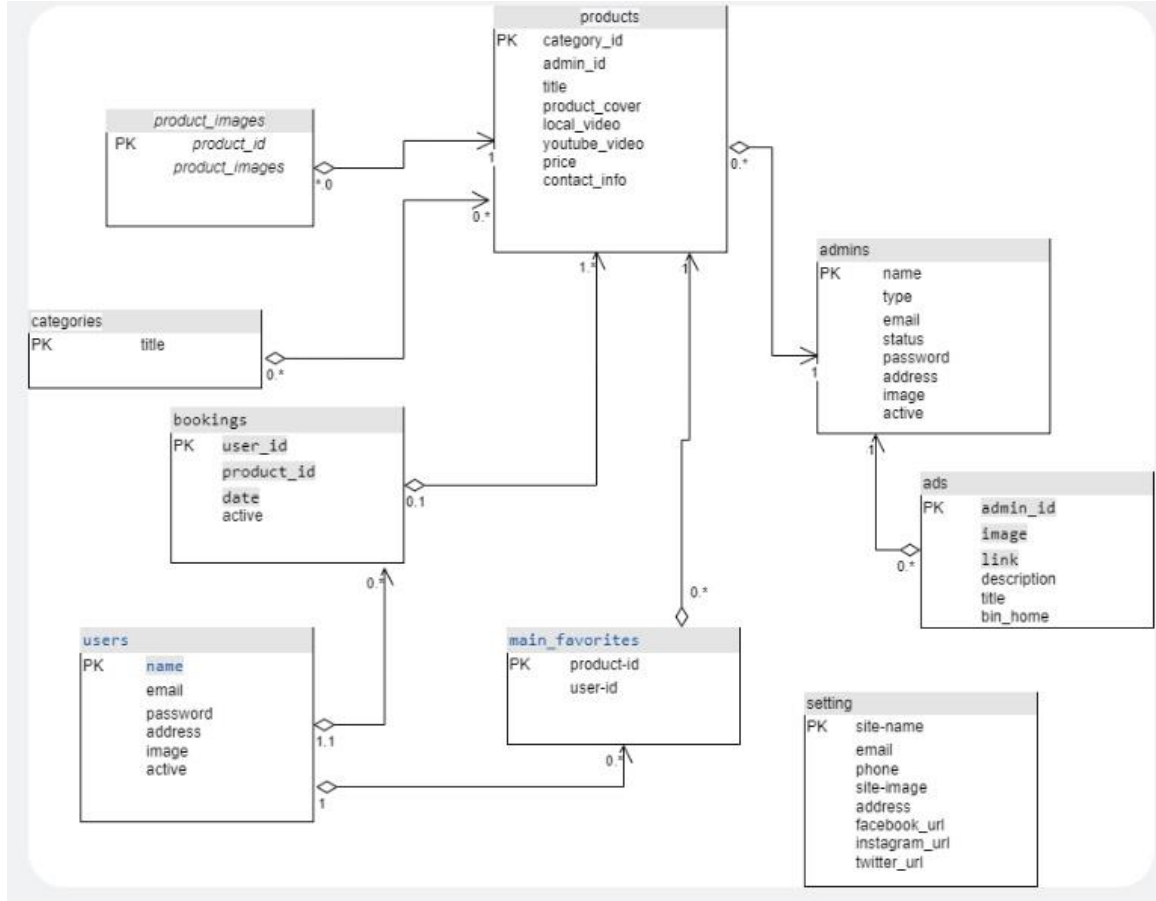 products
PK category_id
admin_id
title
product_cover
local_video
youtube_video
price
contact_info
1
0.*
1.*
1
0.*
product_images
PK product_id
product_images
*.0
categories
PK title
0.*
admins
PK name
type
email
status
password
address
image
active
1
1
bookings
PK user_id
product_id
date
active
0.1
0.*
ads
PK admin_id
image
link
description
title
bin_home
0.*
users
PK name
email
password
address
image
active
1.1
1
main_favorites
PK product-id
user-id
0.*
0.*
setting
PK site-name
email
phone
site-image
address
facebook_url
instagram_url
twitter_url